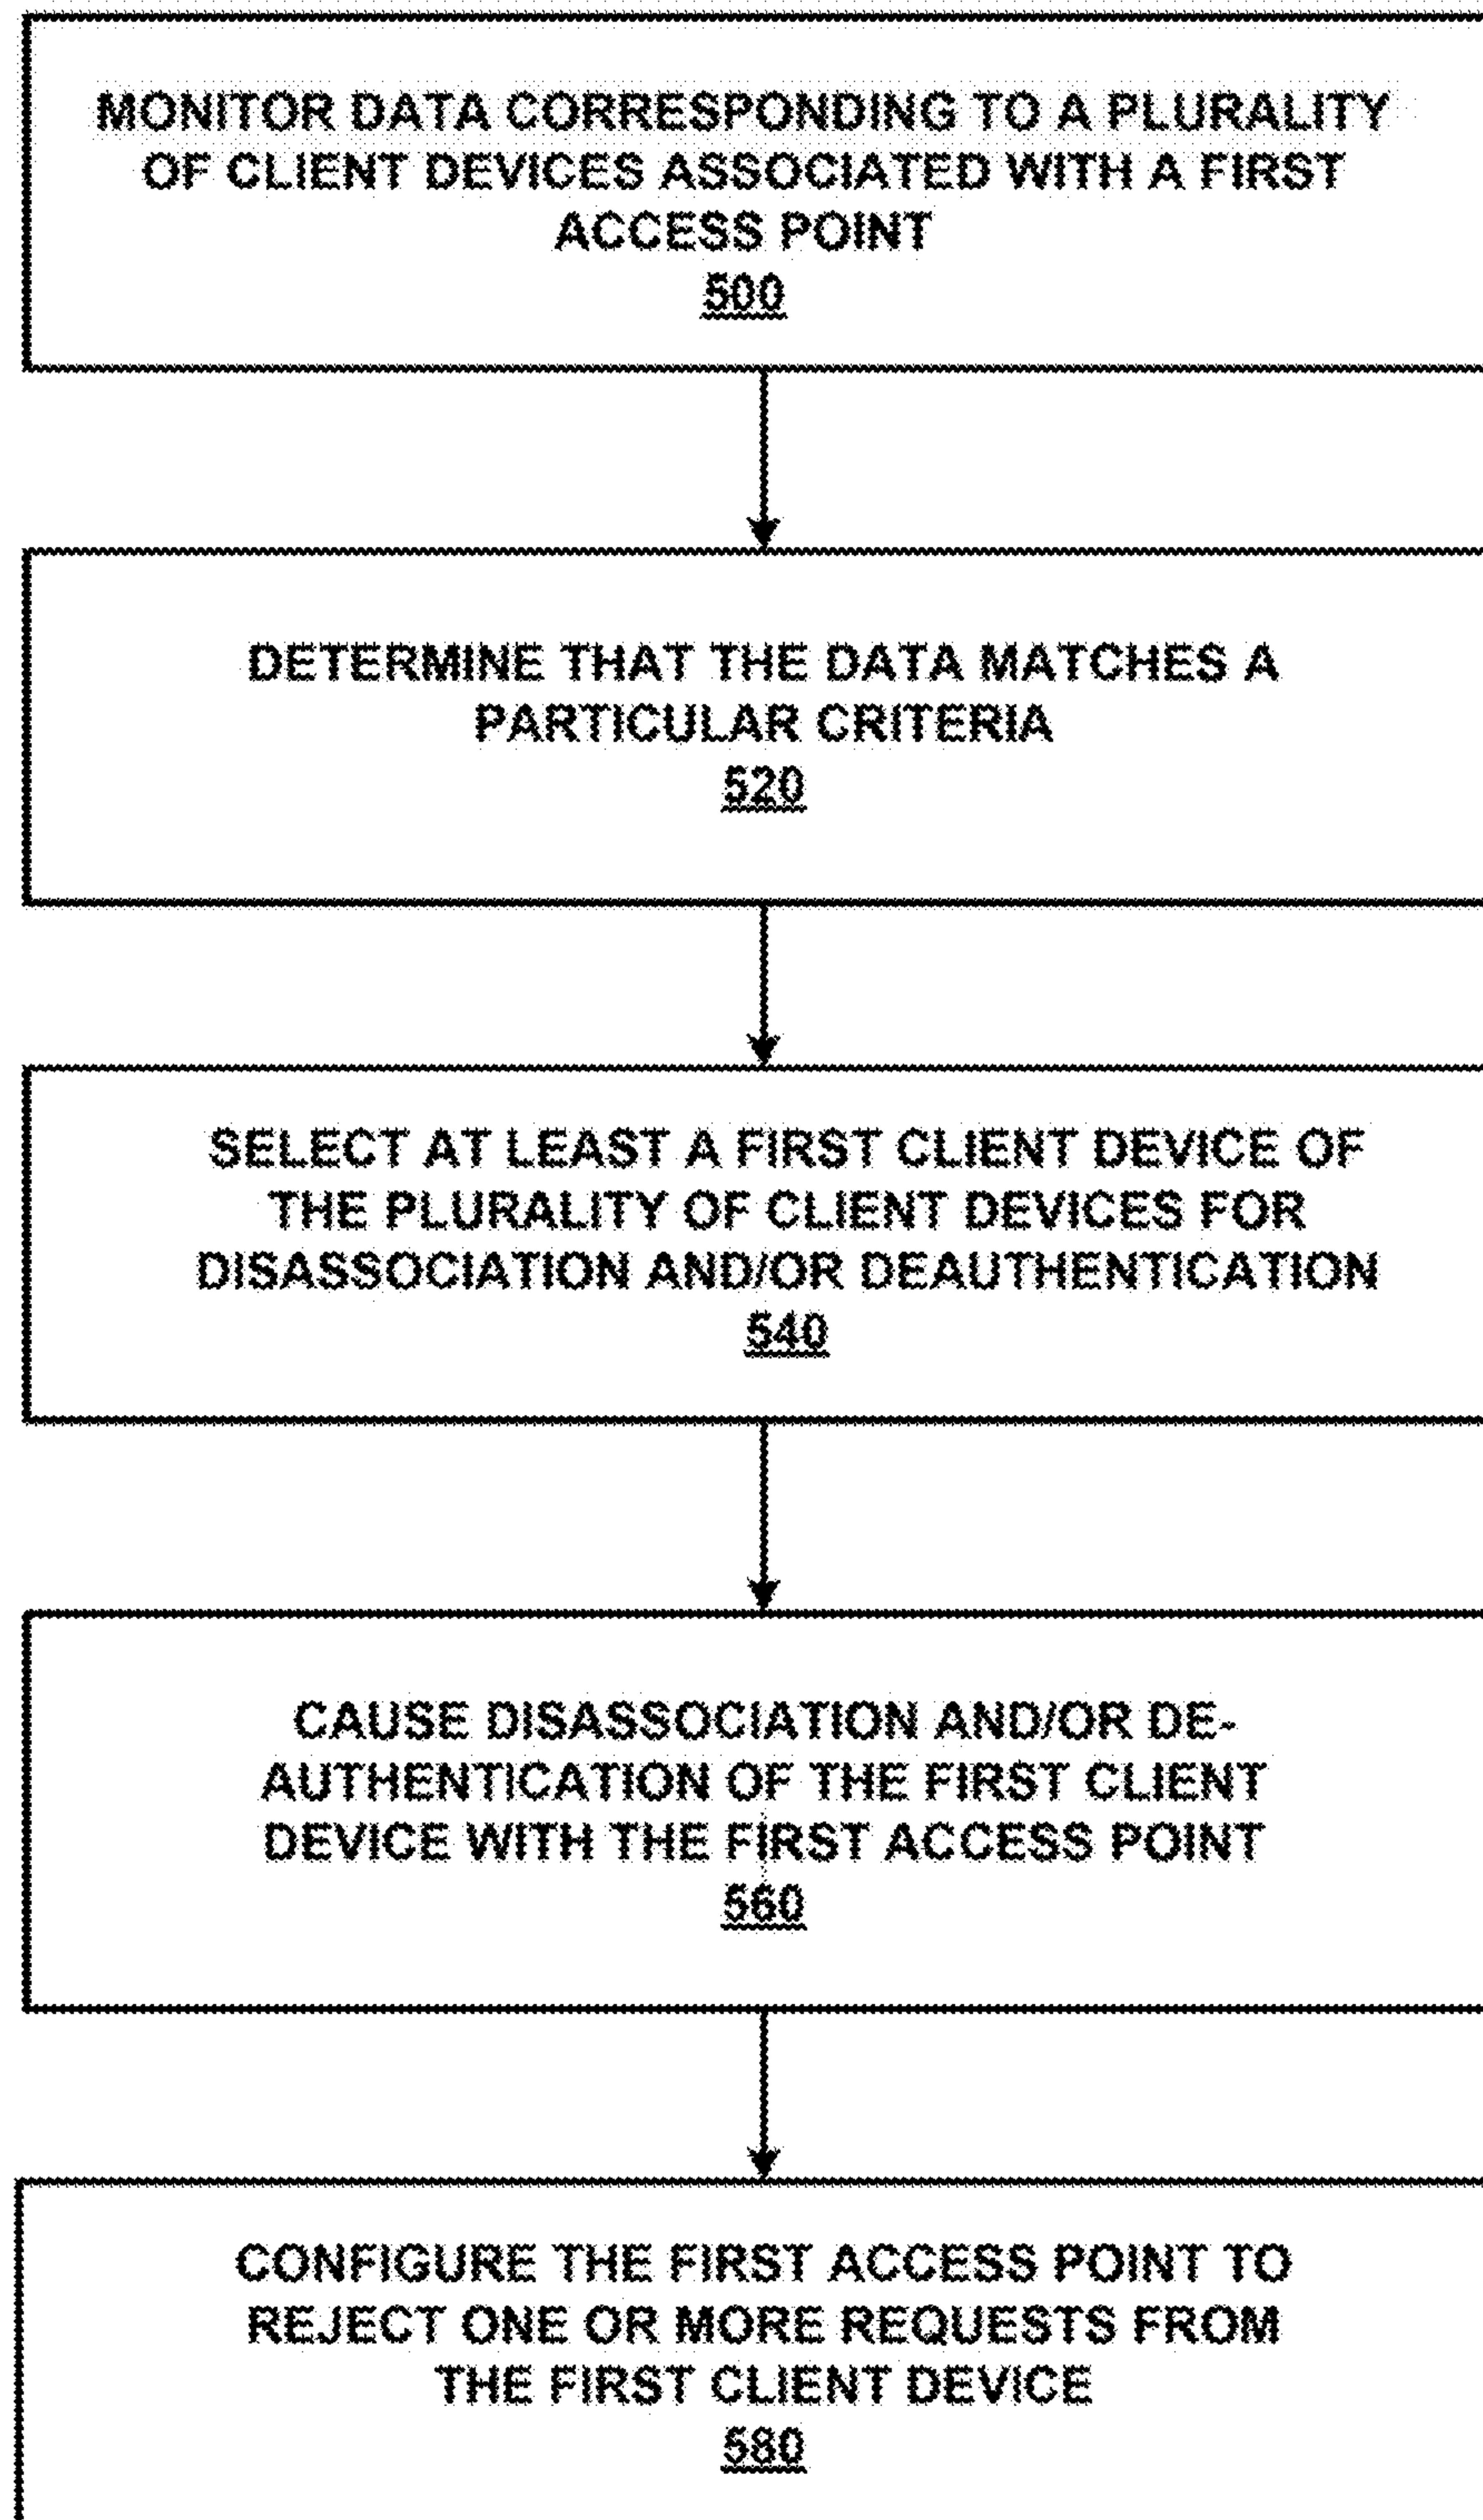 MONITOR DATA CORRESPONDING TO A PLURALITY
OF CLIENT DEVICES ASSOCIATED WITH A FIRST
ACCESS POINT
500
DETERMINE THAT THE DATA MATCHES A
PARTICULAR CRITERIA
520
SELECT AT LEAST A FIRST CLIENT DEVICE OF
THE PLURALITY OF CLIENT DEVICES FOR
DISASSOCIATION AND/OR DEAUTHENTICATION
540
CAUSE DISASSOCIATION AND/OR DE-
AUTHENTICATION OF THE FIRST CLIENT
DEVICE WITH THE FIRST ACCESS POINT
560
CONFIGURE THE FIRST ACCESS POINT TO
REJECT ONE OR MORE REQUESTS FROM
THE FIRST CLIENT DEVICE
580